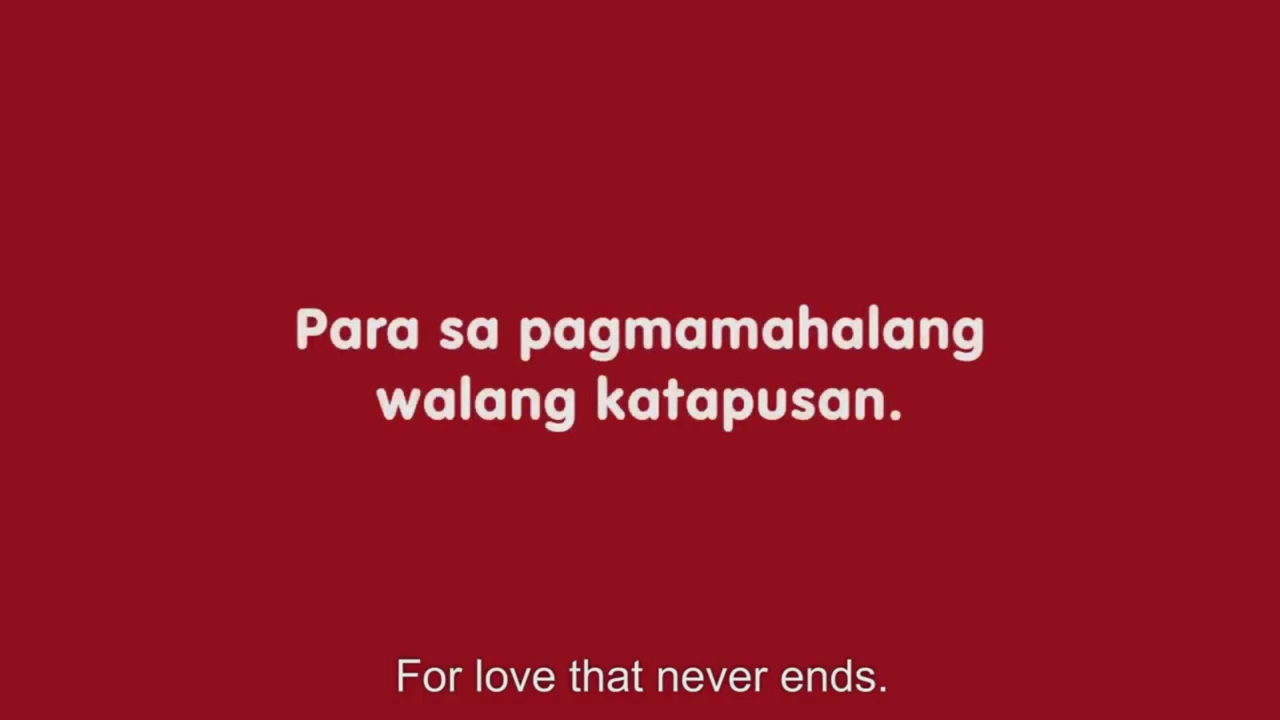 Para sa pagmamahalang
walang katapusan.
For love that never ends.